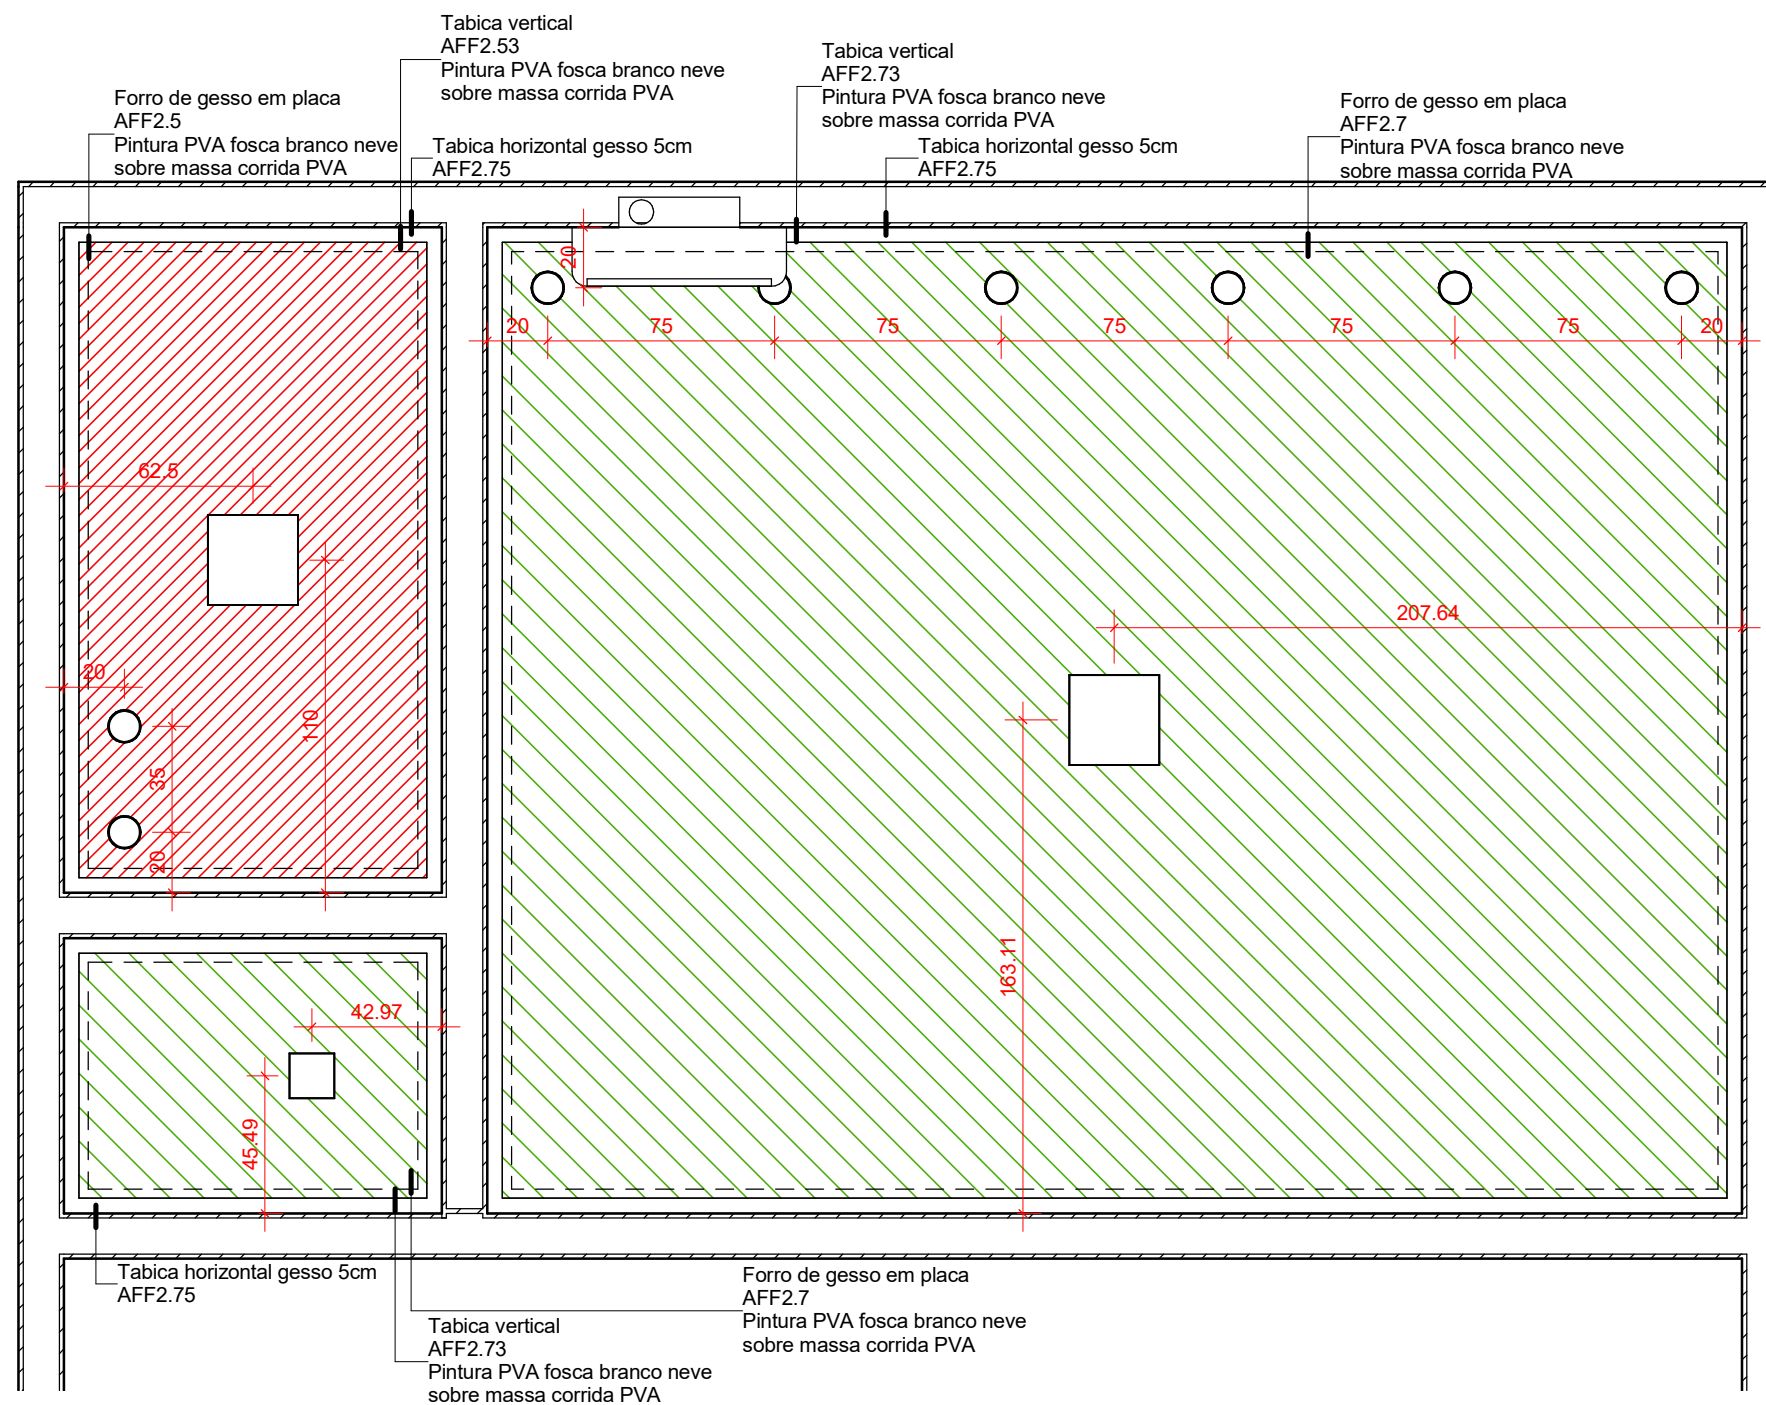 Tabica vertical
AFF2.53
Pintura PVA fosca branco neve
sobre massa corrida PVA
Tabica vertical
AFF2.73
Pintura PVA fosca branco neve
sobre massa corrida PVA
Forro de gesso em placa
AFF2.5
Pintura PVA fosca branco neve
sobre massa corrida PVA
Forro de gesso em placa
AFF2.7
Pintura PVA fosca branco neve
sobre massa corrida PVA
Tabica horizontal gesso 5cm
AFF2.75
Tabica horizontal gesso 5cm
AFF2.75
20
20
75
75
75
75
75
20
62.5
207.64
20
110
35
20
163.11
42.97
45.49
Tabica horizontal gesso 5cm
AFF2.75
Forro de gesso em placa
AFF2.7
Pintura PVA fosca branco neve
sobre massa corrida PVA
Tabica vertical
AFF2.73
Pintura PVA fosca branco neve
sobre massa corrida PVA